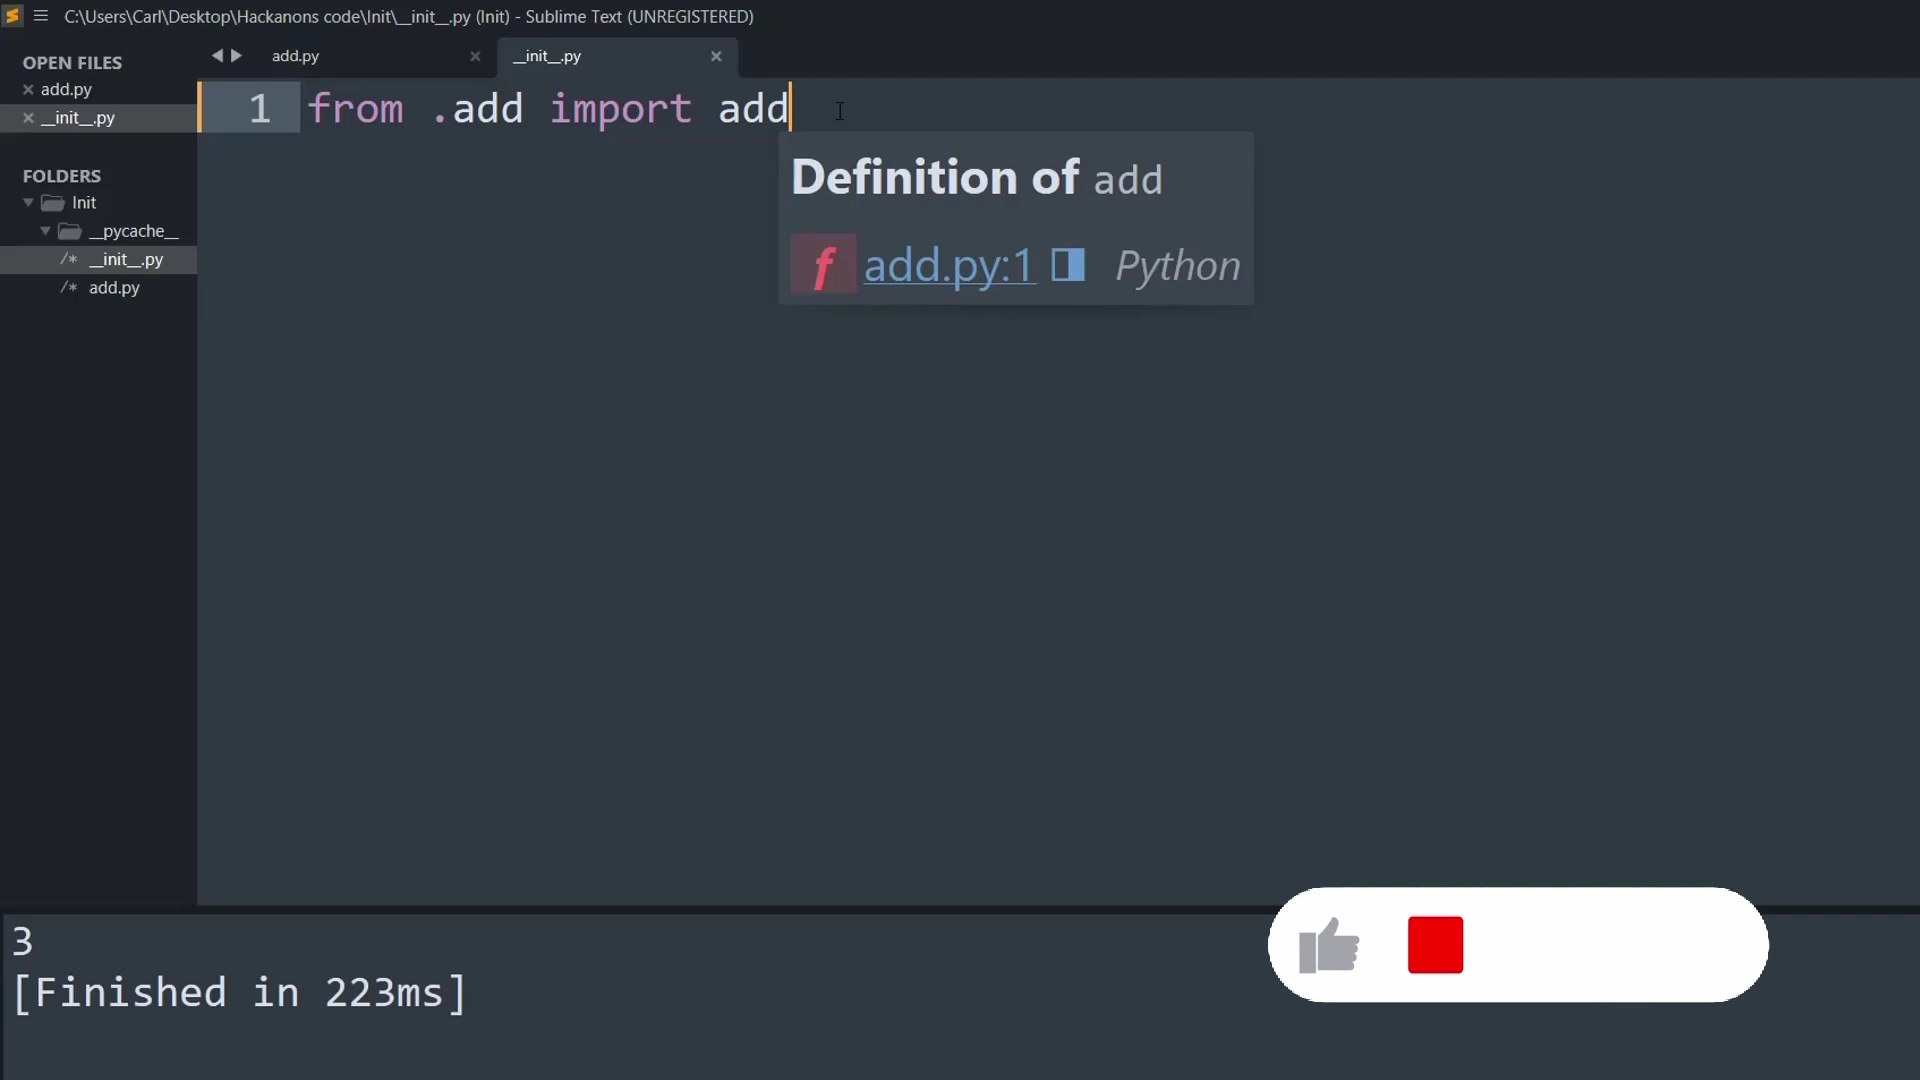 C:\Users\Carl\Desktop\Hackanons code\Init\__init__.py (Init) - Sublime Text (UNREGISTERED)
OPEN FILES
add.py
__init__.py
FOLDERS
Init
__pycache__
/* __init__.py
/* add.py
add.py
__init__.py
1 from .add import add
Definition of add
f add.py:1 Python
3
[Finished in 223ms]